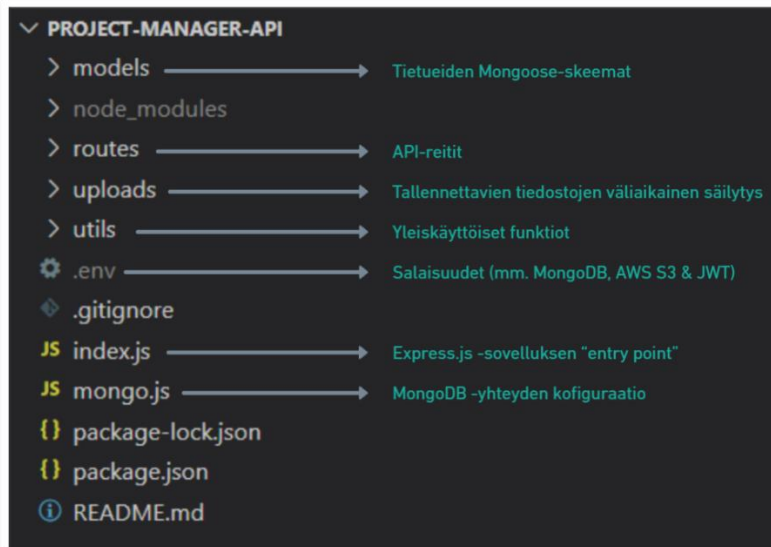 PROJECT-MANAGER-API
models Tietueiden Mongoose-skeemat
node_modules
routes API-reitit
uploads Tallennettavien tiedostojen väliaikainen säilytys
utils Yleiskäyttöiset funktiot
.env Salaisuudet (mm. MongoDB, AWS S3 & JWT)
.gitignore
JS index.js Express.js -sovelluksen "entry point"
JS mongo.js MongoDB -yhteyden kofiguraatio
{} package-lock.json
{} package.json
README.md